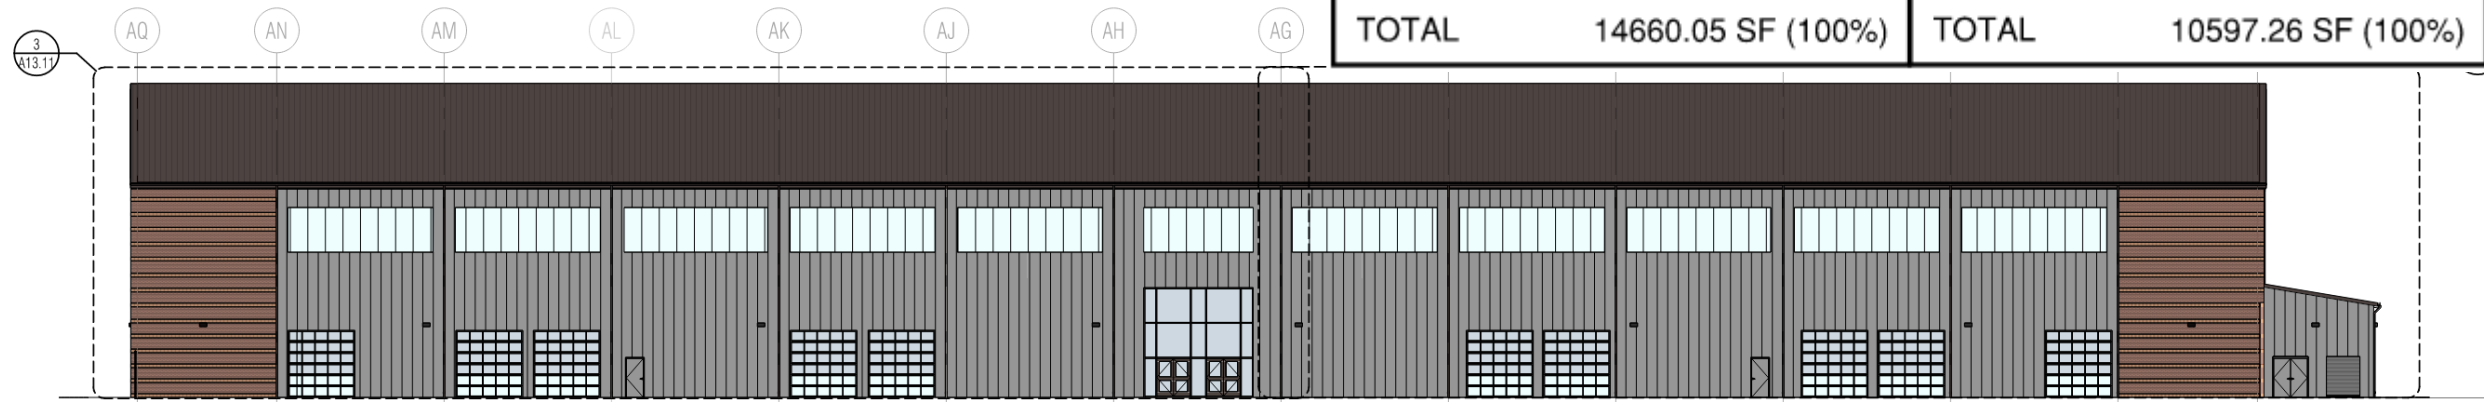 AQ AN AM AL AK AJ AH AG
TOTAL 14660.05 SF (100%) TOTAL 10597.26 SF (100%)
3
A13.11